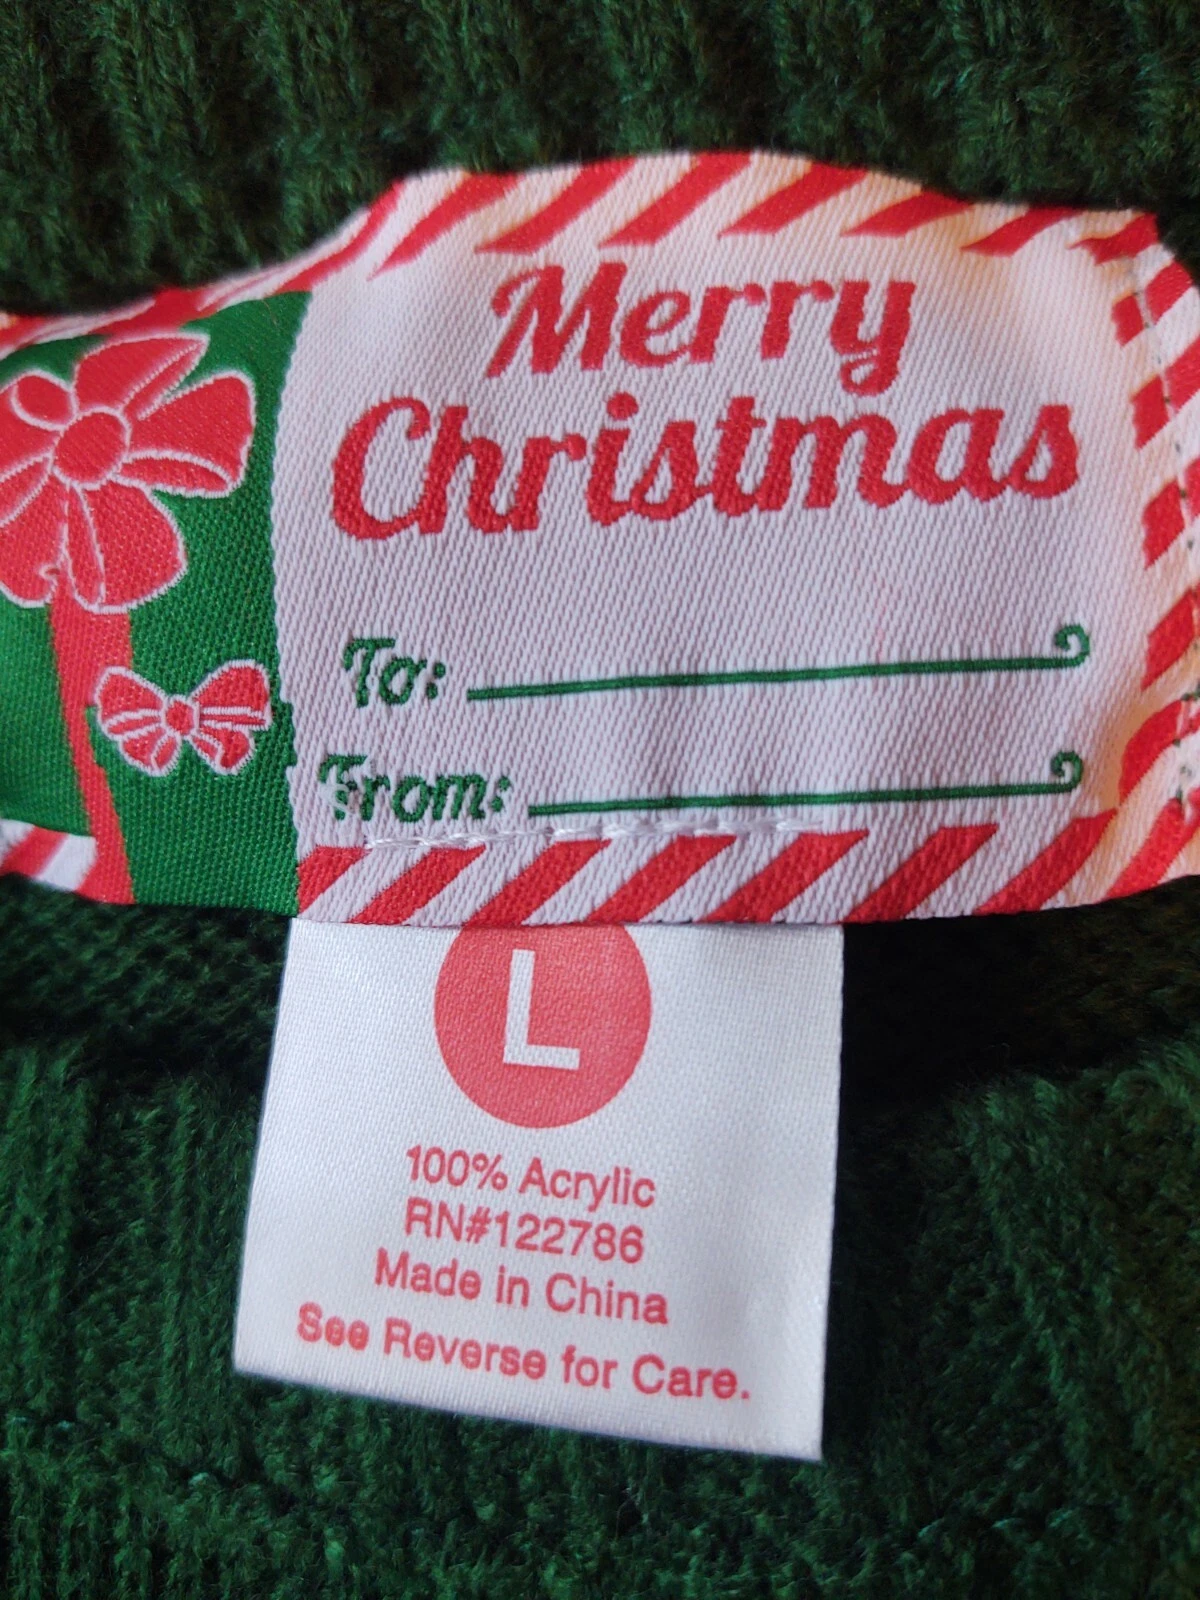 Merry
Christmas
To:
From:
L
100% Acrylic
RN#122786
Made in China
See Reverse for Care.